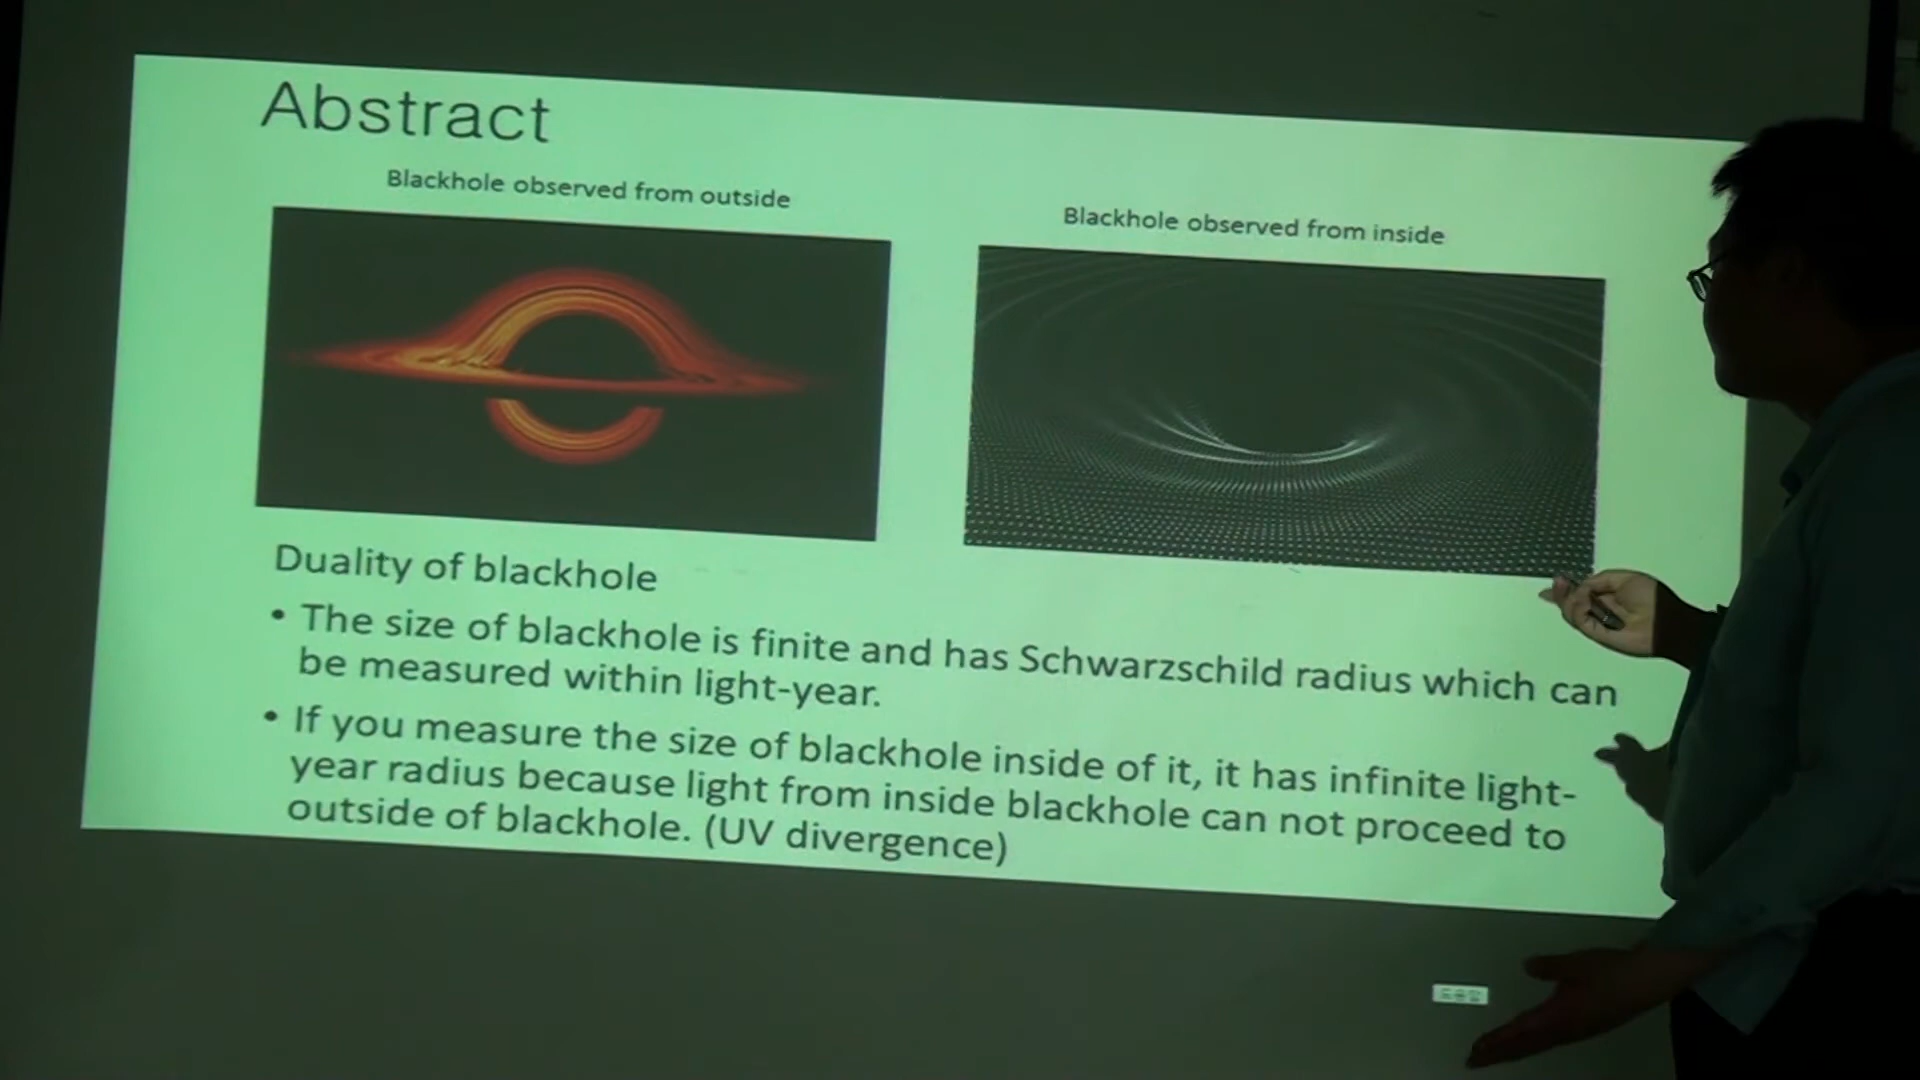 Abstract
Blackhole observed from outside
Blackhole observed from inside
Duality of blackhole
• The size of blackhole is finite and has Schwarzschild radius which can
be measured within light-year.
• If you measure the size of blackhole inside of it, it has infinite light-
year radius because light from inside blackhole can not proceed to
outside of blackhole. (UV divergence)